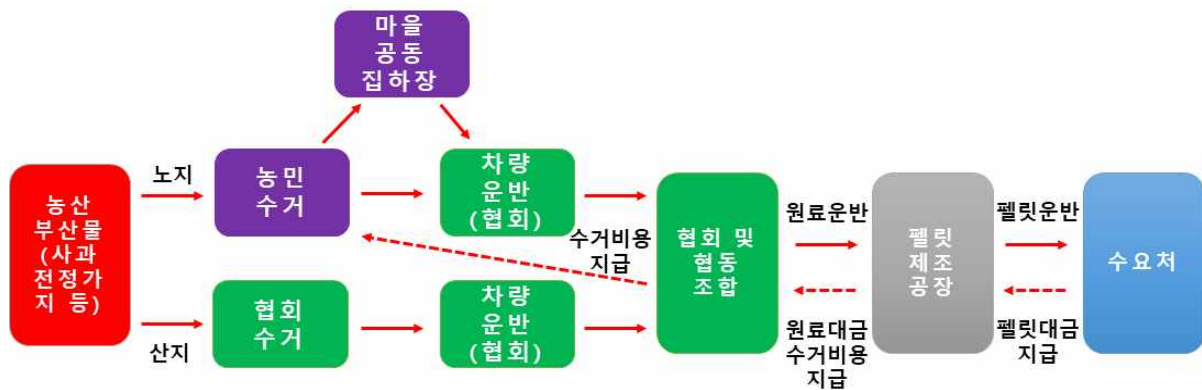 마을
공동
집하장
노지
농민
수거
차량
운반
(협회)
농산
부산물
(사과
전정가
지 등)
수거비용
지급
협회 및
협동
조합
원료운반
펠릿
제조
공장
펠릿운반
수요처
산지
협회
수거
차량
운반
(협회)
원료대금
수거비용
지급
펠릿대금
지급